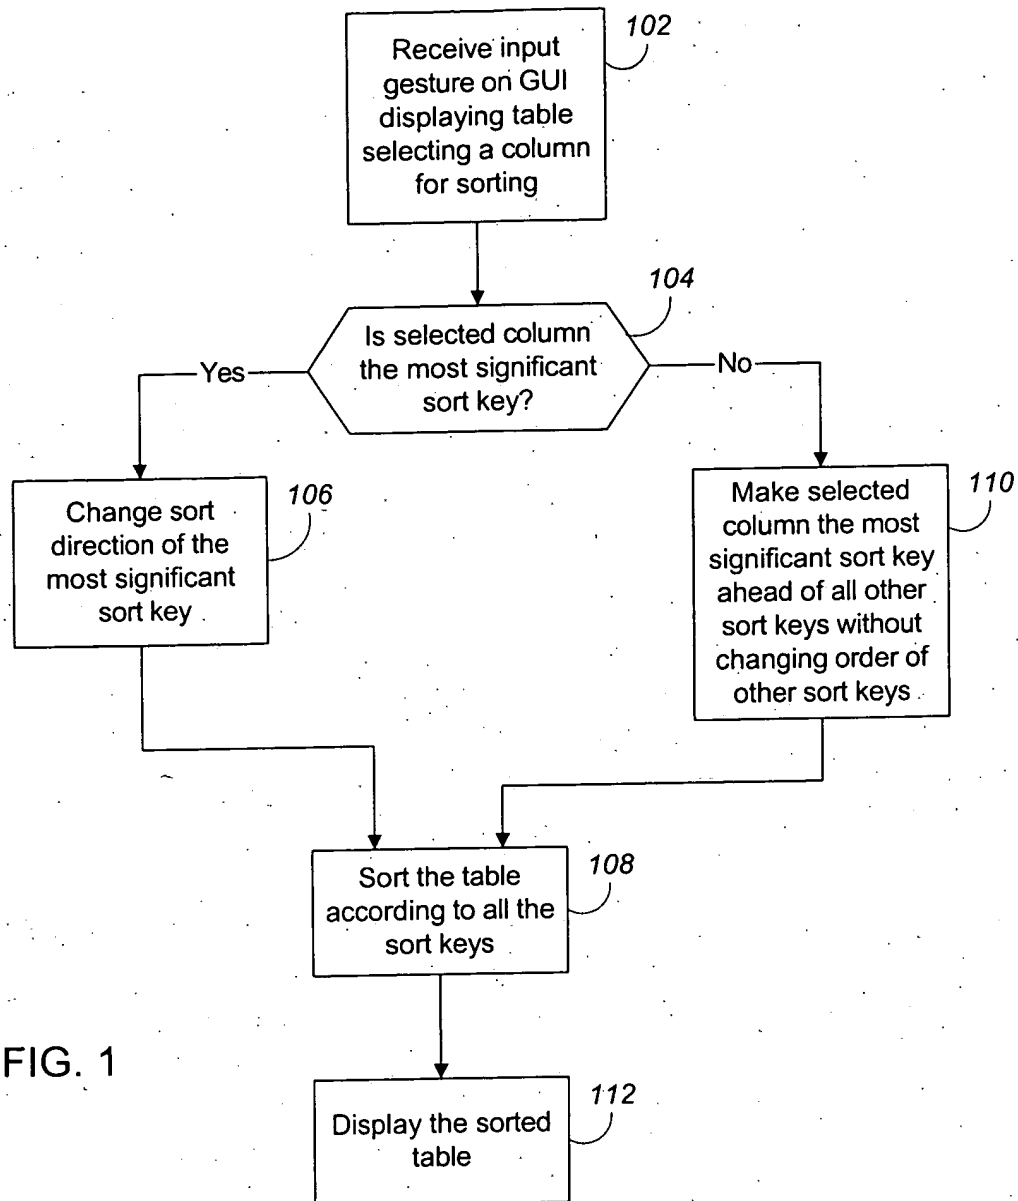 Receive input
gesture on GUI
displaying table
selecting a column
for sorting
102
Is selected column
the most significant
sort key?
104
Yes
No
Change sort
direction of the
most significant
sort key
106
Make selected
column the most
significant sort key
ahead of all other
sort keys without
changing order of
other sort keys
110
Sort the table
according to all the
sort keys
108
FIG. 1
Display the sorted
table
112